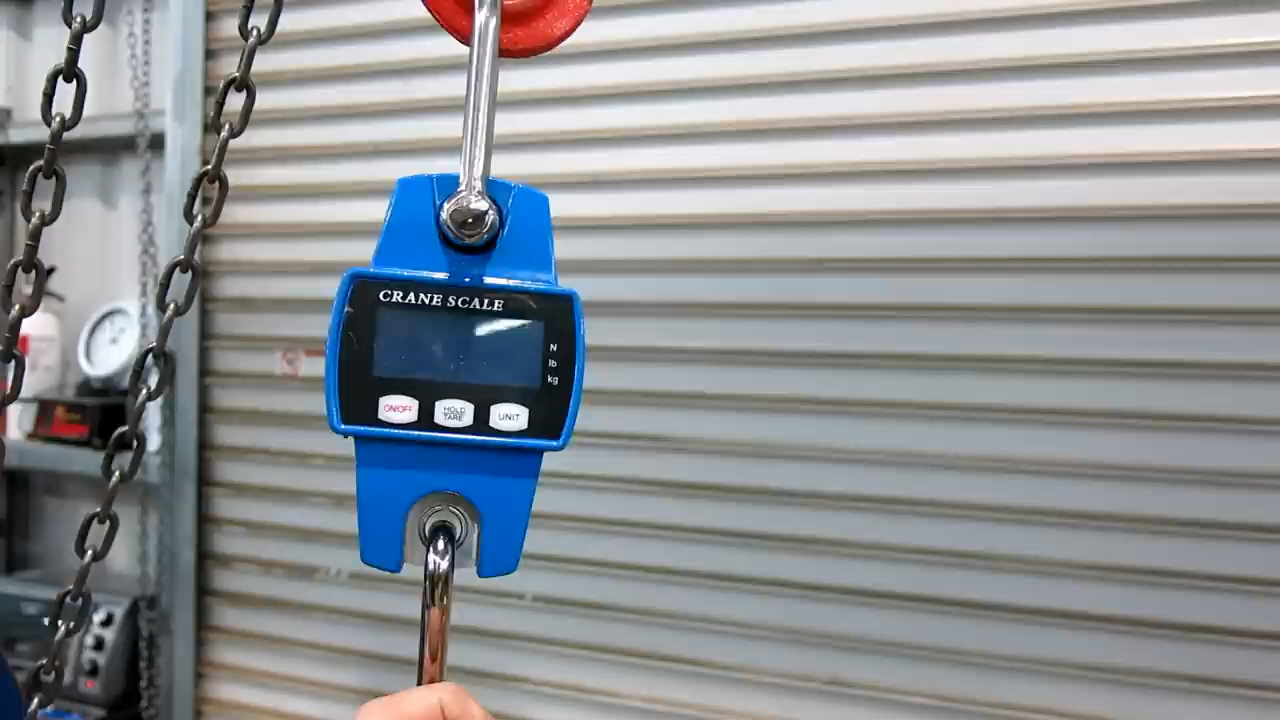 CRANE SCALE
N
lb
kg
ON/OFF
HOLD
TARE
UNIT